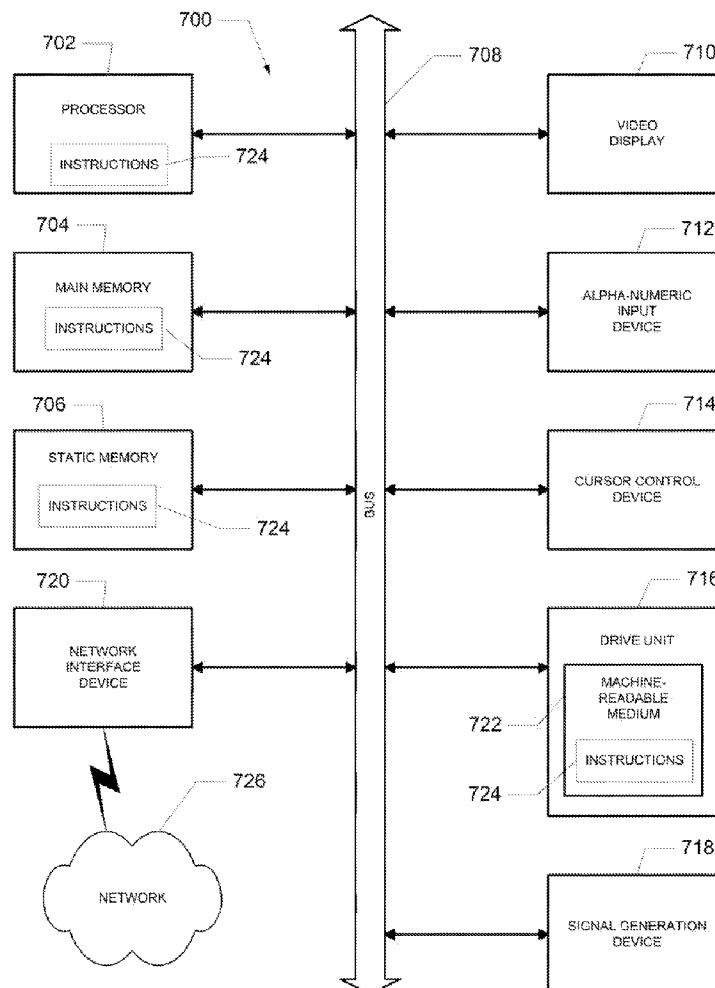 700
702
708
710
PROCESSOR
INSTRUCTIONS
724
VIDEO
DISPLAY
704
712
MAIN MEMORY
INSTRUCTIONS
724
ALPHA-NUMERIC
INPUT
DEVICE
706
714
STATIC MEMORY
INSTRUCTIONS
724
BUS
CURSOR CONTROL
DEVICE
720
716
NETWORK
INTERFACE
DEVICE
DRIVE UNIT
MACHINE-
READABLE
MEDIUM
722
INSTRUCTIONS
724
726
NETWORK
718
SIGNAL GENERATION
DEVICE